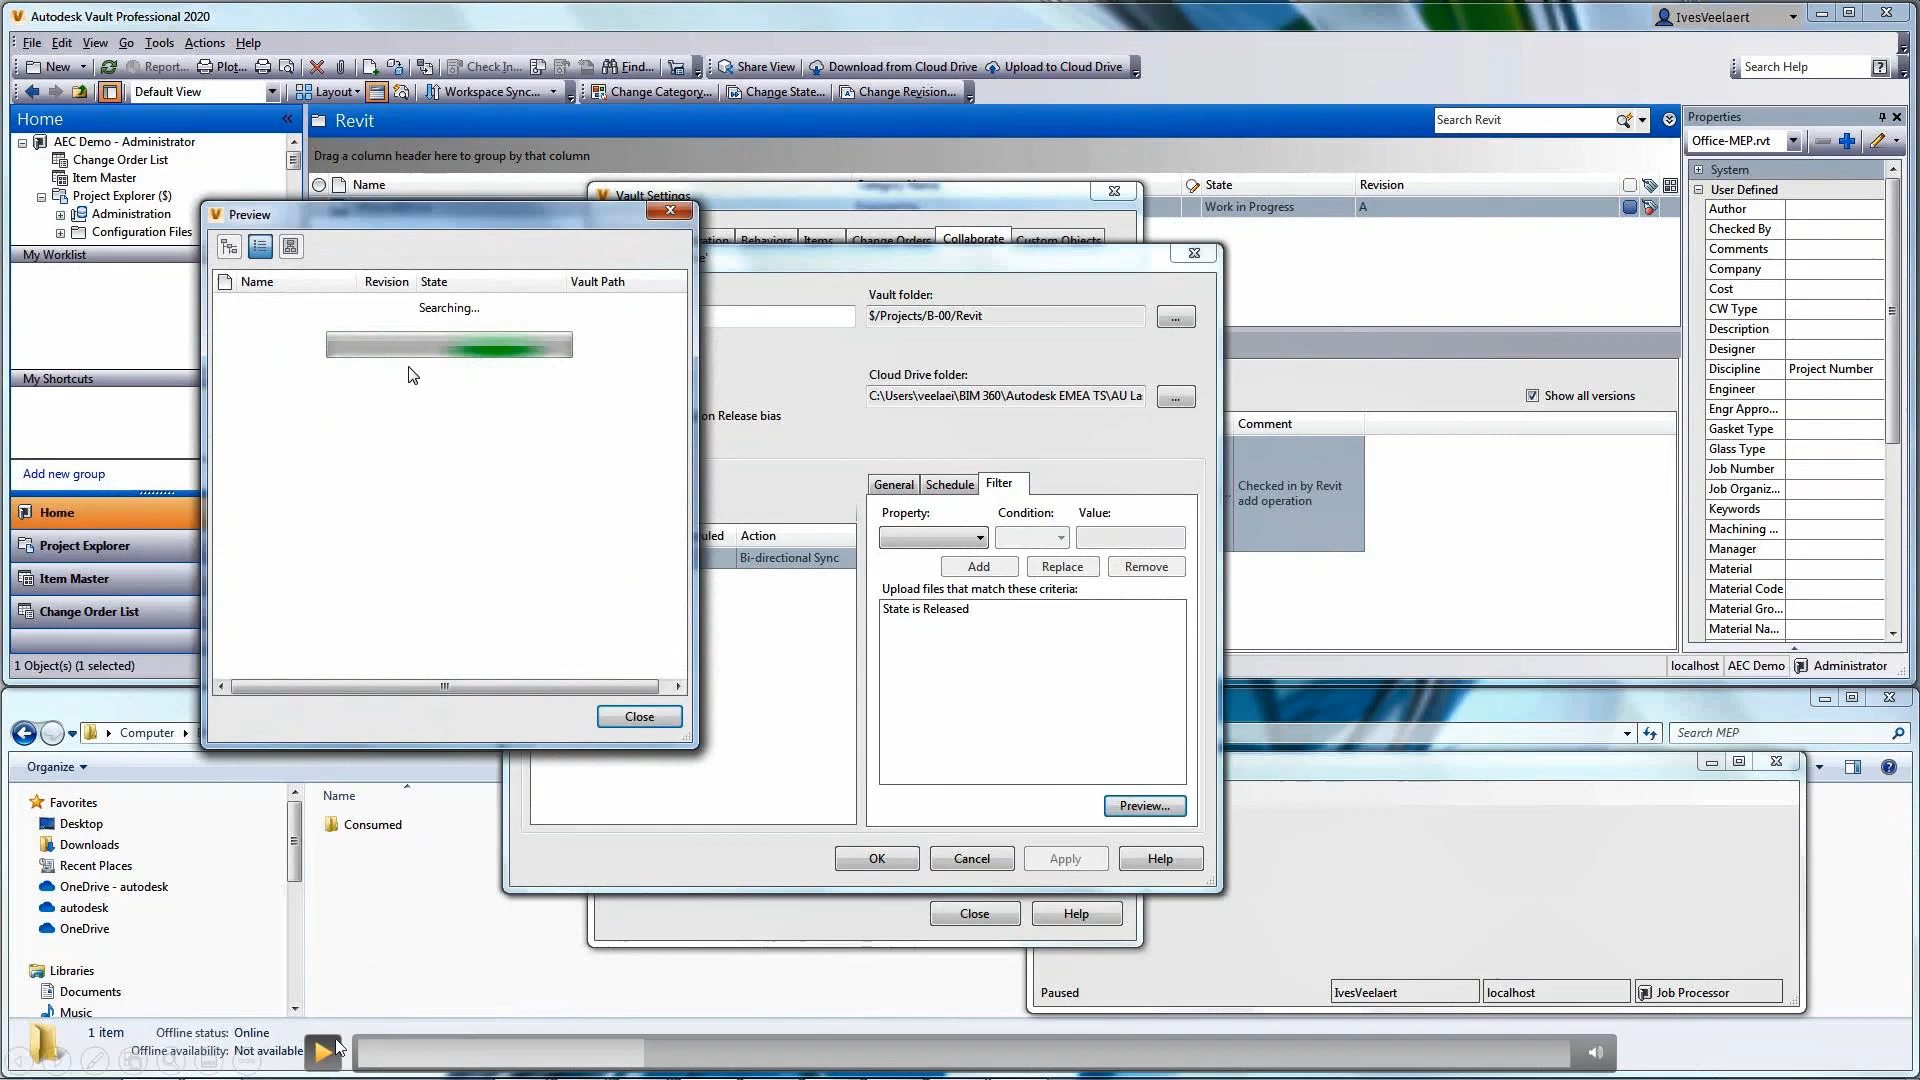 Autodesk Vault Professional 2020
IvesVeelaert
File Edit View Go Tools Actions Help
New Report... Plot... Check In... Find... Share View Download from Cloud Drive Upload to Cloud Drive Search Help
Default View Layout Workspace Sync... Change Category... Change State... Change Revision...
Home
Revit
Search Revit
Properties
AEC Demo - Administrator
Change Order List
Item Master
Project Explorer ($)
Administration
Configuration Files
My Worklist
My Shortcuts
Add new group
Home
Project Explorer
Item Master
Change Order List
1 Object(s) (1 selected)
Drag a column header here to group by that column
Name
State Revision
Work in Progress A
Show all versions
Comment
Checked in by Revit
add operation
Office-MEP.rvt
System
User Defined
Author
Checked By
Comments
Company
Cost
CW Type
Description
Designer
Discipline Project Number
Engineer
Engr Appro...
Gasket Type
Glass Type
Job Number
Job Organiz...
Keywords
Machining ...
Manager
Material
Material Code
Material Gro...
Material Na...
localhost AEC Demo Administrator
Vault Settings
Behaviors Items Change Orders Collaborate Custom Objects
Close Help
Vault folder:
$/Projects/B-00/Revit
...
Cloud Drive folder:
C:\Users\veelaei\BIM 360\Autodesk EMEA TS\AU La
...
on Release bias
uled Action
Bi-directional Sync
General Schedule Filter
Property: Condition: Value:
Add Replace Remove
Upload files that match these criteria:
State is Released
Preview...
OK Cancel Apply Help
Preview
Name Revision State Vault Path
Searching...
Close
Computer
Search MEP
Organize
Favorites
Desktop
Downloads
Recent Places
OneDrive - autodesk
autodesk
OneDrive
Libraries
Documents
Music
Name
Consumed
1 item Offline status: Online
Offline availability: Not available
Paused IvesVeelaert localhost Job Processor